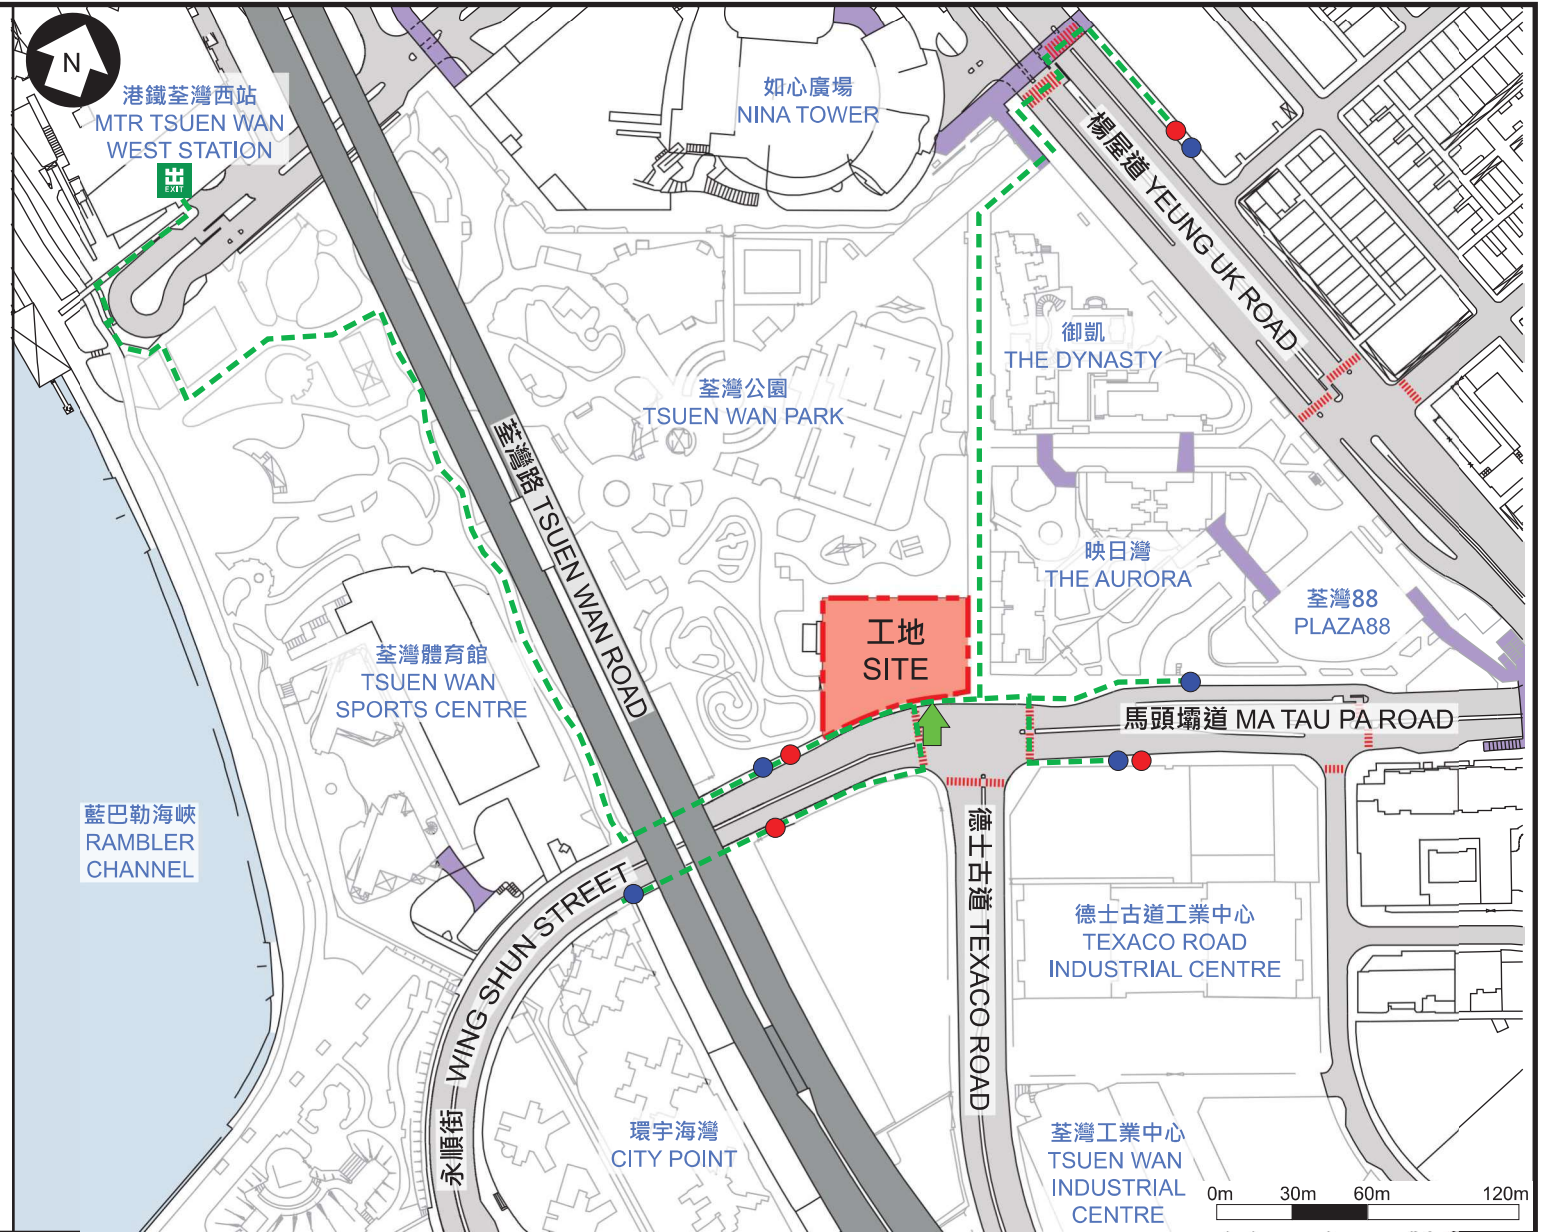 N
港鐵荃灣西站
MTR TSUEN WAN
WEST STATION
出
EXIT
如心廣場
NINA TOWER
楊屋道 YEUNG UK ROAD
御凱
THE DYNASTY
荃灣公園
TSUEN WAN PARK
荃灣路 TSUEN WAN ROAD
映日灣
THE AURORA
荃灣88
PLAZA88
工地
SITE
荃灣體育館
TSUEN WAN
SPORTS CENTRE
馬頭壩道 MA TAU PA ROAD
藍巴勒海峽
RAMBLER
CHANNEL
永順街 WING SHUN STREET
德士古道 TEXACO ROAD
德士古道工業中心
TEXACO ROAD
INDUSTRIAL CENTRE
環宇海灣
CITY POINT
荃灣工業中心
TSUEN WAN
INDUSTRIAL
CENTRE
0m 30m 60m 120m